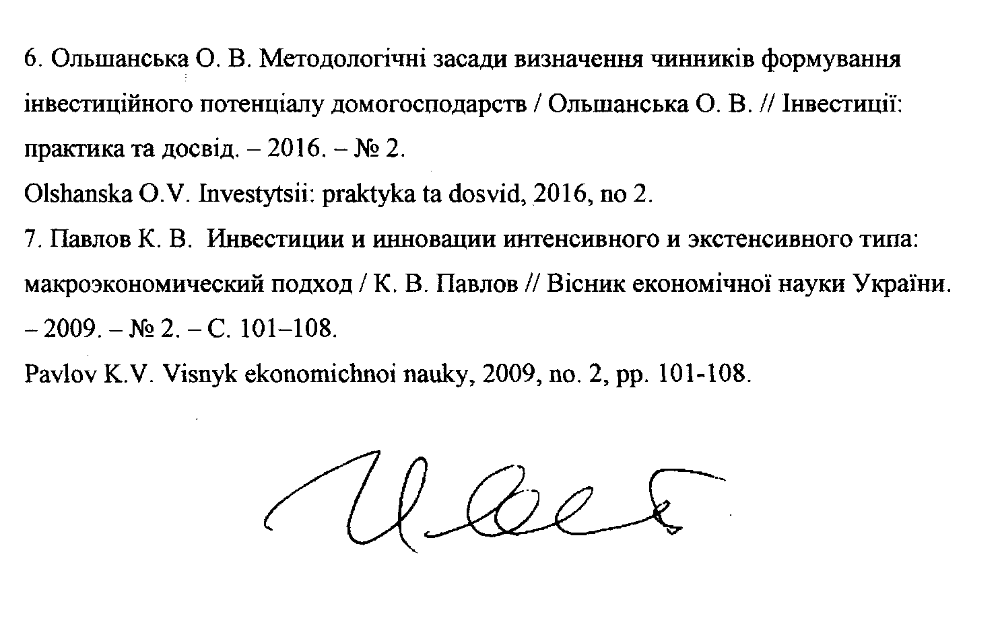 6. Ольшанська О. В. Методологічні засади визначення чинників формування
інвестиційного потенціалу домогосподарств / Ольшанська О. В. // Інвестиції:
практика та досвід. – 2016. – № 2.
Olshanska O.V. Investytsii: praktyka ta dosvid, 2016, no 2.
7. Павлов К. В.  Инвестиции и инновации интенсивного и экстенсивного типа:
макроэкономический подход / К. В. Павлов // Вісник економічної науки України.
– 2009. – № 2. – С. 101–108.
Pavlov K.V. Visnyk ekonomichnoi nauky, 2009, no. 2, pp. 101-108.